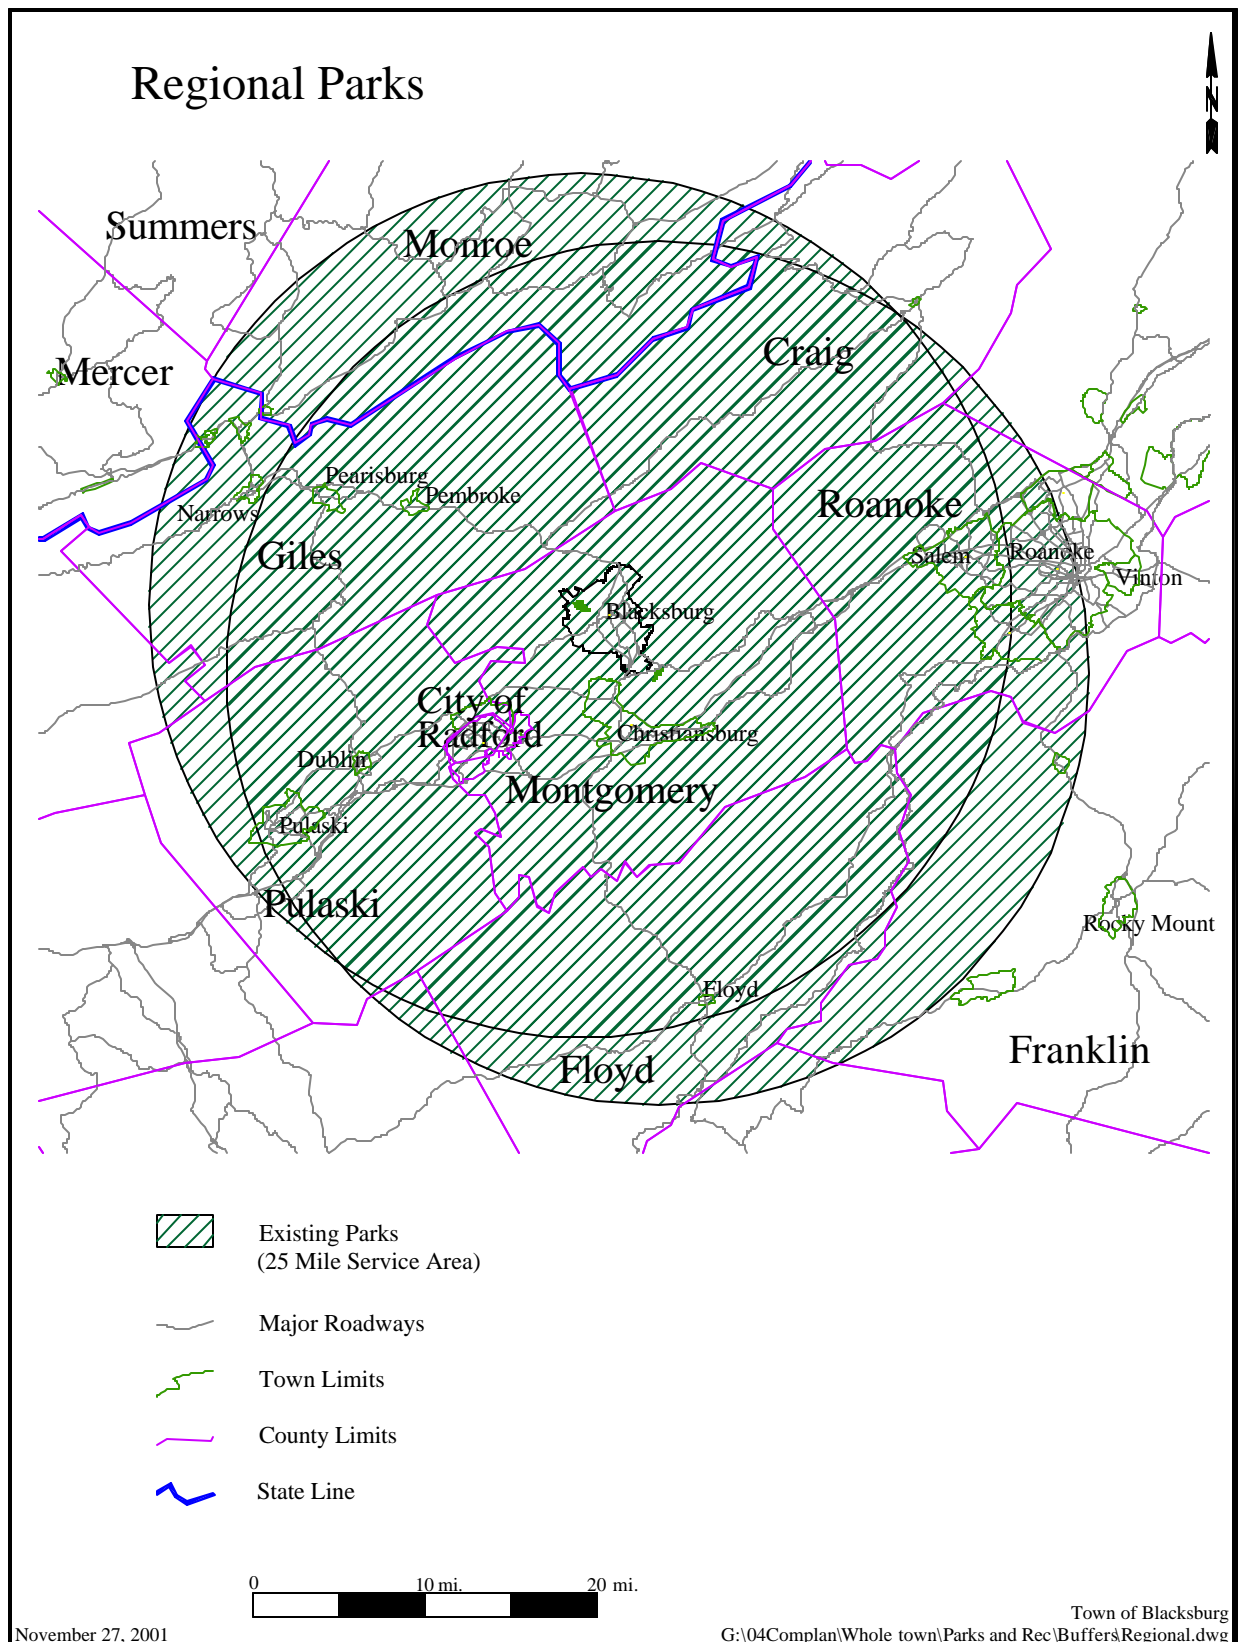 Regional Parks
N
Summers
Monroe
Mercer
Craig
Pearisburg
Pembroke
Narrows
Roanoke
Giles
Salem
Roanoke
Vinton
Blacksburg
City of
Radford
Christiansburg
Dublin
Montgomery
Pulaski
Pulaski
Rocky Mount
Floyd
Franklin
Floyd
Existing Parks
(25 Mile Service Area)
Major Roadways
Town Limits
County Limits
State Line
0 10 mi. 20 mi.
Town of Blacksburg
November 27, 2001 G:\04Complan\Whole town\Parks and Rec\Buffers\Regional.dwg